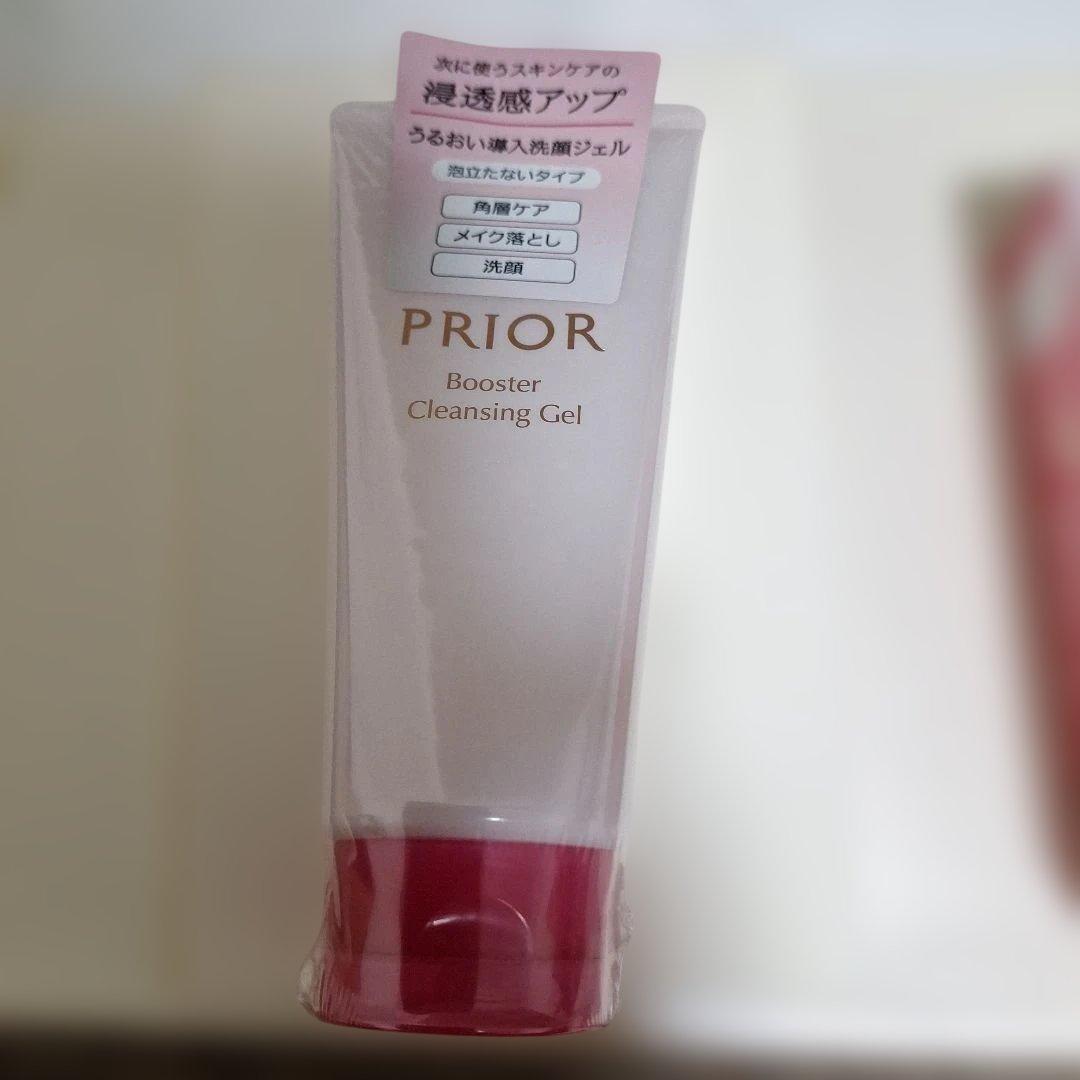 次に使うスキンケアの
浸透感アップ
うるおい導入洗顔ジェル
泡立たないタイプ
角層ケア
メイク落とし
洗顔
PRIOR
Booster
Cleansing Gel